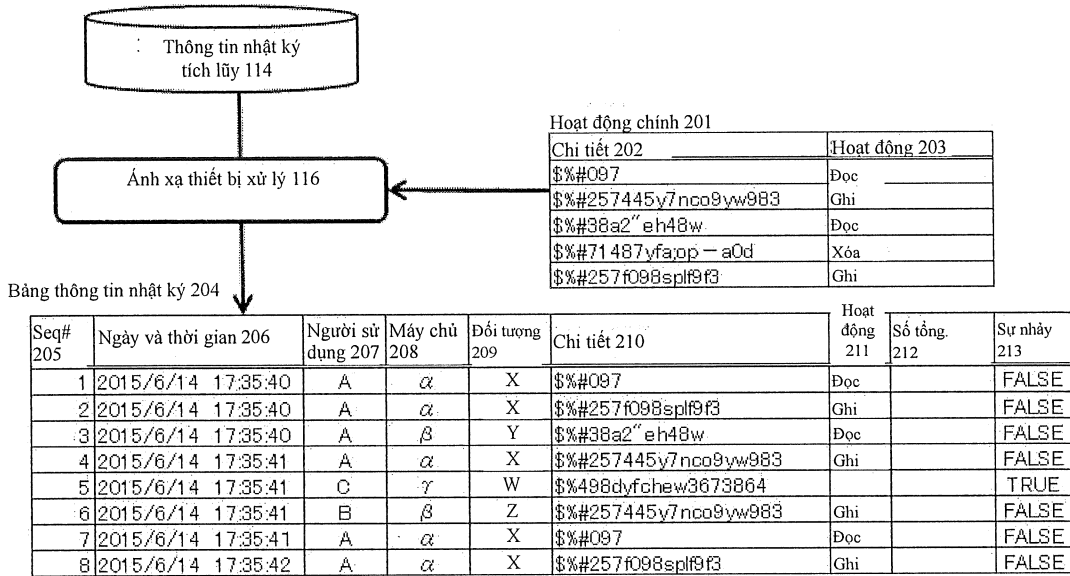 Thông tin nhật ký
tích lũy 114
Ánh xạ thiết bị xử lý 116
Hoạt động chính 201
Chi tiết 202 Hoạt động 203
$%#097 Đọc
$%#257445y7nco9yw983 Ghi
$%#38a2"eh48w Đọc
$%#71487yfa;op－a0d Xóa
$%#257f098splf9f3 Ghi
Bảng thông tin nhật ký 204
Seq# 205 Ngày và thời gian 206 Người sử dụng 207 Máy chủ 208 Đối tượng 209 Chi tiết 210 Hoạt động 211 Số tổng. 212 Sự nhảy 213
1 2015/6/14 17:35:40 A α X $%#097 Đọc FALSE
2 2015/6/14 17:35:40 A α X $%#257f098splf9f3 Ghi FALSE
3 2015/6/14 17:35:40 A β Y $%#38a2"eh48w Đọc FALSE
4 2015/6/14 17:35:41 A α X $%#257445y7nco9yw983 Ghi FALSE
5 2015/6/14 17:35:41 C γ W $%498dyfchew3673864 TRUE
6 2015/6/14 17:35:41 B β Z $%#257445y7nco9yw983 Ghi FALSE
7 2015/6/14 17:35:41 A α X $%#097 Đọc FALSE
8 2015/6/14 17:35:42 A α X $%#257f098splf9f3 Ghi FALSE